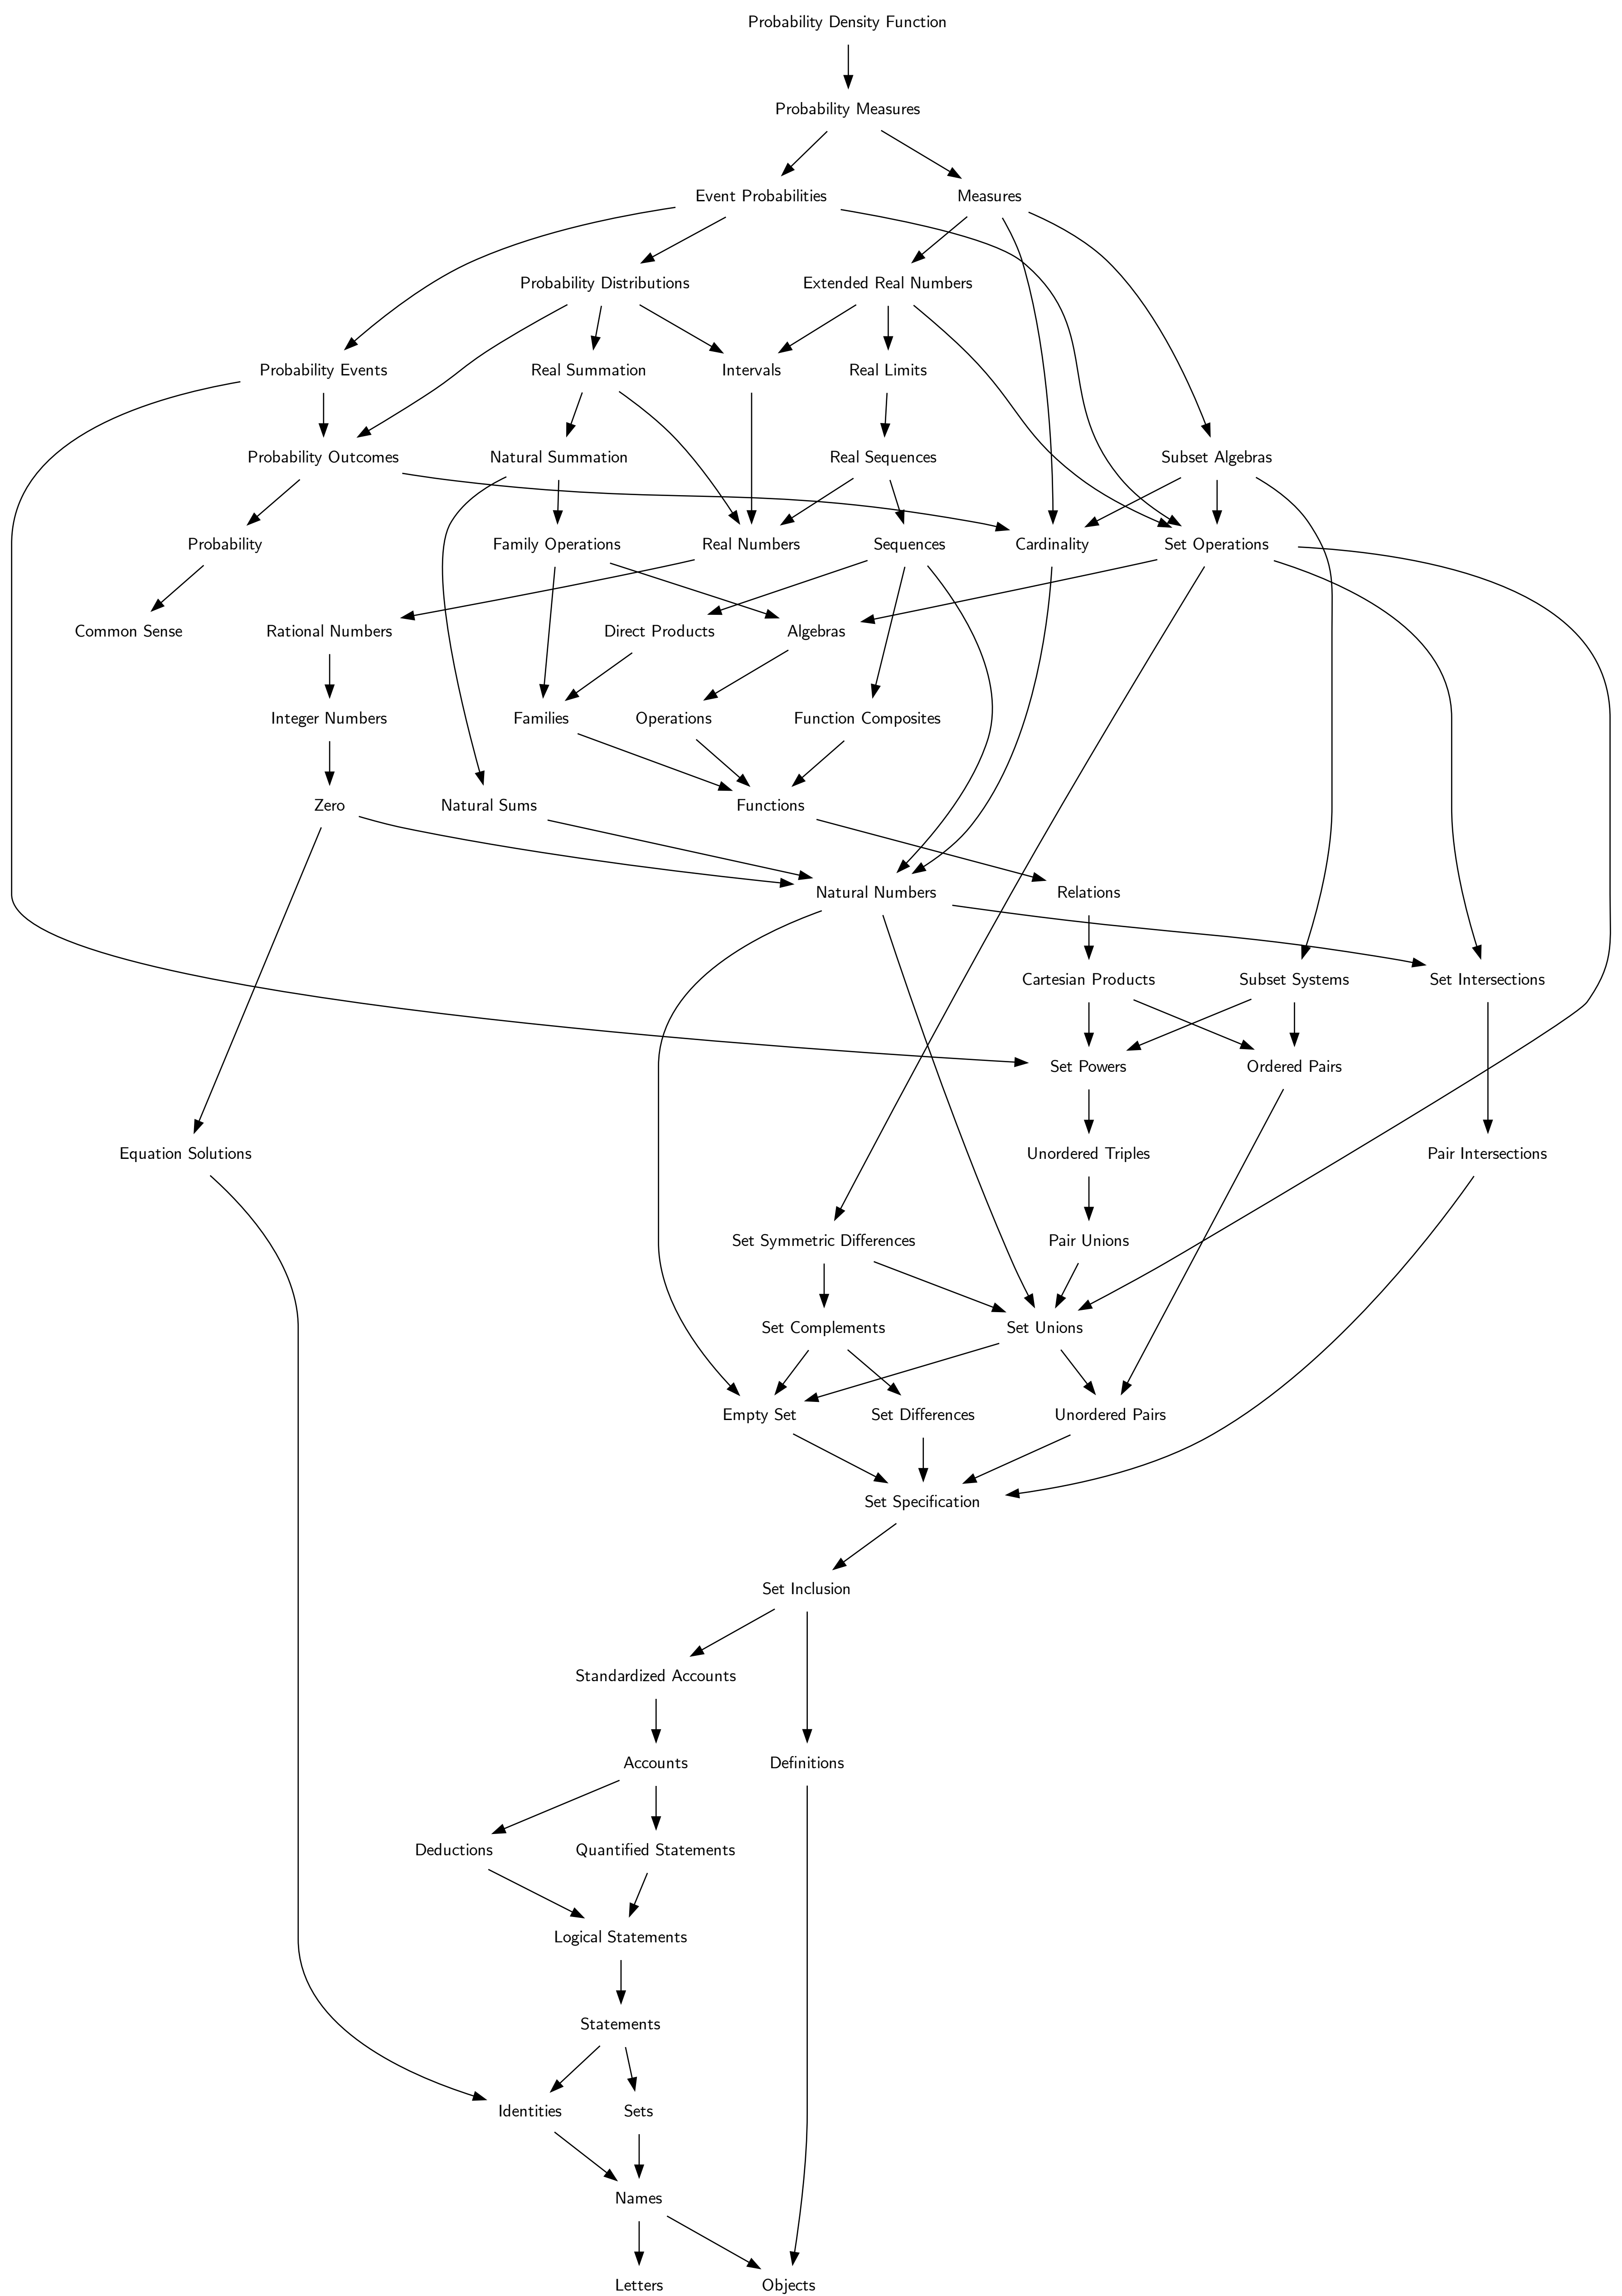 Probability Density Function
Probability Measures
Event Probabilities
Measures
Probability Distributions
Extended Real Numbers
Probability Events
Real Summation
Intervals
Real Limits
Probability Outcomes
Natural Summation
Real Sequences
Subset Algebras
Probability
Family Operations
Real Numbers
Sequences
Cardinality
Set Operations
Common Sense
Rational Numbers
Direct Products
Algebras
Integer Numbers
Families
Operations
Function Composites
Zero
Natural Sums
Functions
Natural Numbers
Relations
Cartesian Products
Subset Systems
Set Intersections
Set Powers
Ordered Pairs
Equation Solutions
Unordered Triples
Pair Intersections
Set Symmetric Differences
Pair Unions
Set Complements
Set Unions
Empty Set
Set Differences
Unordered Pairs
Set Specification
Set Inclusion
Standardized Accounts
Accounts
Definitions
Deductions
Quantified Statements
Logical Statements
Statements
Identities
Sets
Names
Letters
Objects